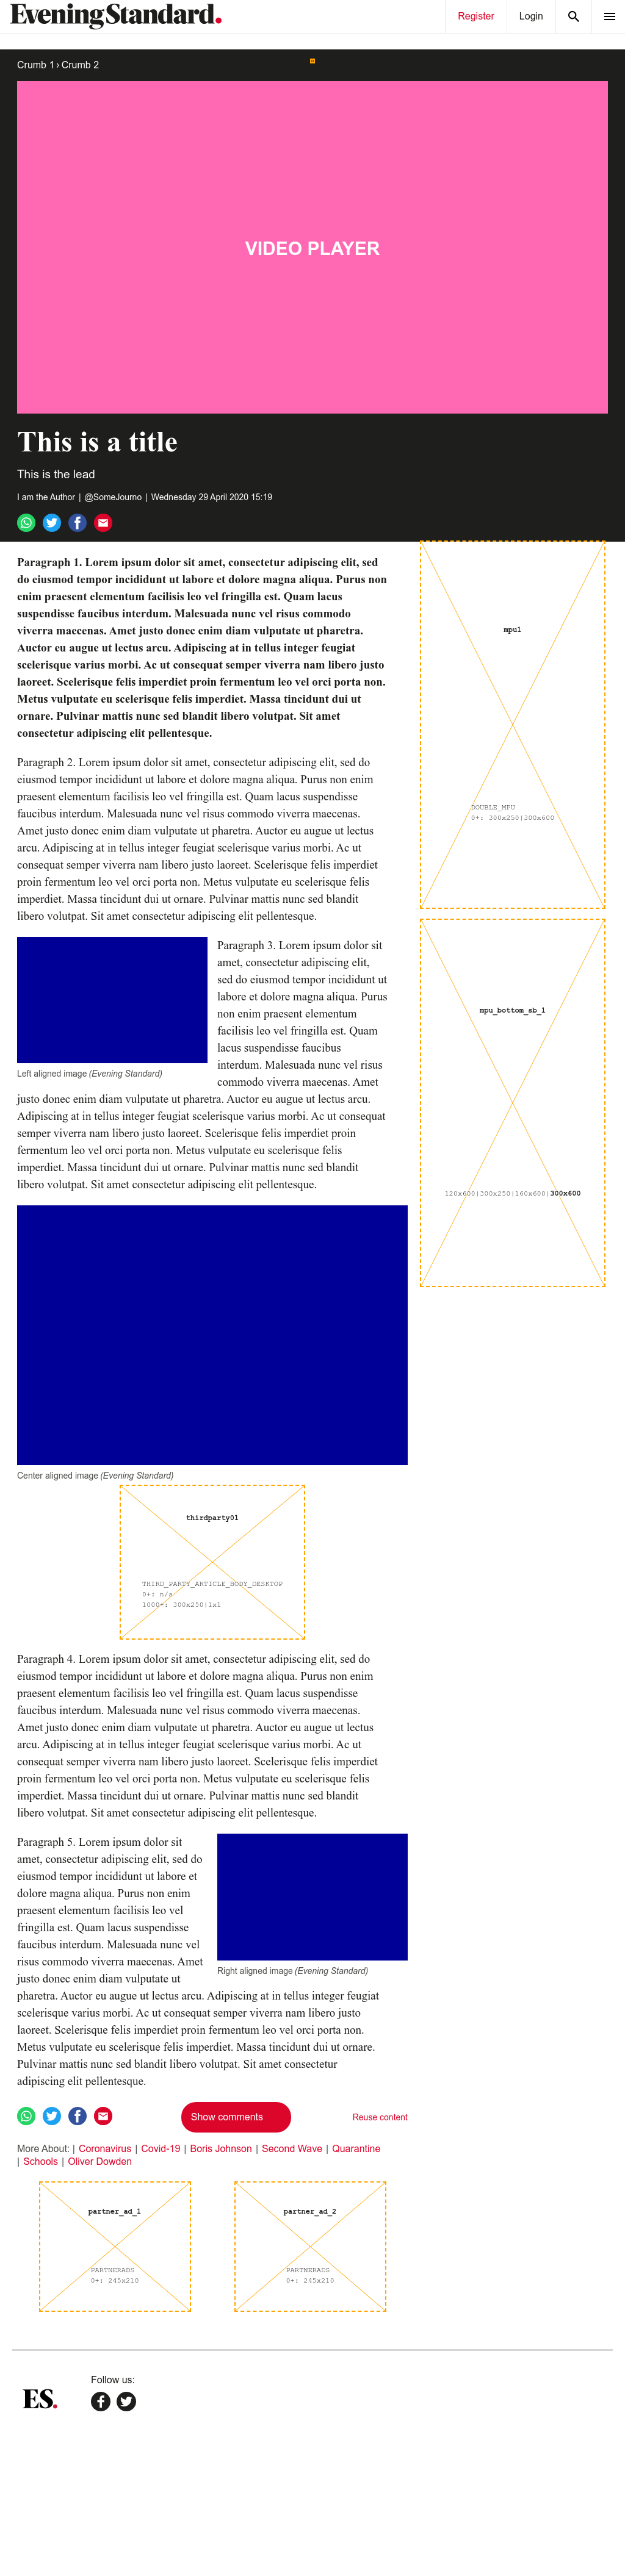 EveningStandard.
Register
Login
Crumb 1 › Crumb 2
VIDEO PLAYER
This is a title
This is the lead
I am the Author | @SomeJourno | Wednesday 29 April 2020 15:19
Paragraph 1. Lorem ipsum dolor sit amet, consectetur adipiscing elit, sed
do eiusmod tempor incididunt ut labore et dolore magna aliqua. Purus non
enim praesent elementum facilisis leo vel fringilla est. Quam lacus
suspendisse faucibus interdum. Malesuada nunc vel risus commodo
viverra maecenas. Amet justo donec enim diam vulputate ut pharetra.
Auctor eu augue ut lectus arcu. Adipiscing at in tellus integer feugiat
scelerisque varius morbi. Ac ut consequat semper viverra nam libero justo
laoreet. Scelerisque felis imperdiet proin fermentum leo vel orci porta non.
Metus vulputate eu scelerisque felis imperdiet. Massa tincidunt dui ut
ornare. Pulvinar mattis nunc sed blandit libero volutpat. Sit amet
consectetur adipiscing elit pellentesque.
Paragraph 2. Lorem ipsum dolor sit amet, consectetur adipiscing elit, sed do
eiusmod tempor incididunt ut labore et dolore magna aliqua. Purus non enim
praesent elementum facilisis leo vel fringilla est. Quam lacus suspendisse
faucibus interdum. Malesuada nunc vel risus commodo viverra maecenas.
Amet justo donec enim diam vulputate ut pharetra. Auctor eu augue ut lectus
arcu. Adipiscing at in tellus integer feugiat scelerisque varius morbi. Ac ut
consequat semper viverra nam libero justo laoreet. Scelerisque felis imperdiet
proin fermentum leo vel orci porta non. Metus vulputate eu scelerisque felis
imperdiet. Massa tincidunt dui ut ornare. Pulvinar mattis nunc sed blandit
libero volutpat. Sit amet consectetur adipiscing elit pellentesque.
Left aligned image (Evening Standard)
Paragraph 3. Lorem ipsum dolor sit
amet, consectetur adipiscing elit,
sed do eiusmod tempor incididunt ut
labore et dolore magna aliqua. Purus
non enim praesent elementum
facilisis leo vel fringilla est. Quam
lacus suspendisse faucibus
interdum. Malesuada nunc vel risus
commodo viverra maecenas. Amet
justo donec enim diam vulputate ut pharetra. Auctor eu augue ut lectus arcu.
Adipiscing at in tellus integer feugiat scelerisque varius morbi. Ac ut consequat
semper viverra nam libero justo laoreet. Scelerisque felis imperdiet proin
fermentum leo vel orci porta non. Metus vulputate eu scelerisque felis
imperdiet. Massa tincidunt dui ut ornare. Pulvinar mattis nunc sed blandit
libero volutpat. Sit amet consectetur adipiscing elit pellentesque.
Center aligned image (Evening Standard)
thirdparty01
THIRD_PARTY_ARTICLE_BODY_DESKTOP
0+: n/a
1000+: 300x250|1x1
Paragraph 4. Lorem ipsum dolor sit amet, consectetur adipiscing elit, sed do
eiusmod tempor incididunt ut labore et dolore magna aliqua. Purus non enim
praesent elementum facilisis leo vel fringilla est. Quam lacus suspendisse
faucibus interdum. Malesuada nunc vel risus commodo viverra maecenas.
Amet justo donec enim diam vulputate ut pharetra. Auctor eu augue ut lectus
arcu. Adipiscing at in tellus integer feugiat scelerisque varius morbi. Ac ut
consequat semper viverra nam libero justo laoreet. Scelerisque felis imperdiet
proin fermentum leo vel orci porta non. Metus vulputate eu scelerisque felis
imperdiet. Massa tincidunt dui ut ornare. Pulvinar mattis nunc sed blandit
libero volutpat. Sit amet consectetur adipiscing elit pellentesque.
Paragraph 5. Lorem ipsum dolor sit
amet, consectetur adipiscing elit, sed do
eiusmod tempor incididunt ut labore et
dolore magna aliqua. Purus non enim
praesent elementum facilisis leo vel
fringilla est. Quam lacus suspendisse
faucibus interdum. Malesuada nunc vel
risus commodo viverra maecenas. Amet
justo donec enim diam vulputate ut
pharetra. Auctor eu augue ut lectus arcu. Adipiscing at in tellus integer feugiat
scelerisque varius morbi. Ac ut consequat semper viverra nam libero justo
laoreet. Scelerisque felis imperdiet proin fermentum leo vel orci porta non.
Metus vulputate eu scelerisque felis imperdiet. Massa tincidunt dui ut ornare.
Pulvinar mattis nunc sed blandit libero volutpat. Sit amet consectetur
adipiscing elit pellentesque.
Right aligned image (Evening Standard)
Show comments
Reuse content
More About: | Coronavirus | Covid-19 | Boris Johnson | Second Wave | Quarantine
| Schools | Oliver Dowden
partner_ad_1
PARTNERADS
0+: 245x210
partner_ad_2
PARTNERADS
0+: 245x210
mpu1
DOUBLE_MPU
0+: 300x250|300x600
mpu_bottom_sb_1
120x600|300x250|160x600|300x600
ES.
Follow us: